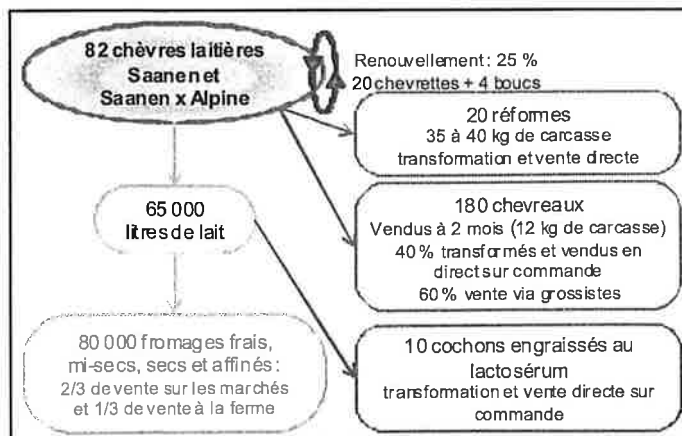 82 chèvres laitières
Saanen et
Saanen x Alpine
Renouvellement : 25 %
20 chevrettes + 4 boucs
20 réformes
35 à 40 kg de carcasse
transformation et vente directe
65 000
litres de lait
180 chevreaux
Vendus à 2 mois (12 kg de carcasse)
40 % transformés et vendus en
direct sur commande
60 % vente via grossistes
80 000 fromages frais,
mi-secs, secs et affinés :
2/3 de vente sur les marchés
et 1/3 de vente à la ferme
10 cochons engraissés au
lactosérum
transformation et vente directe sur
commande